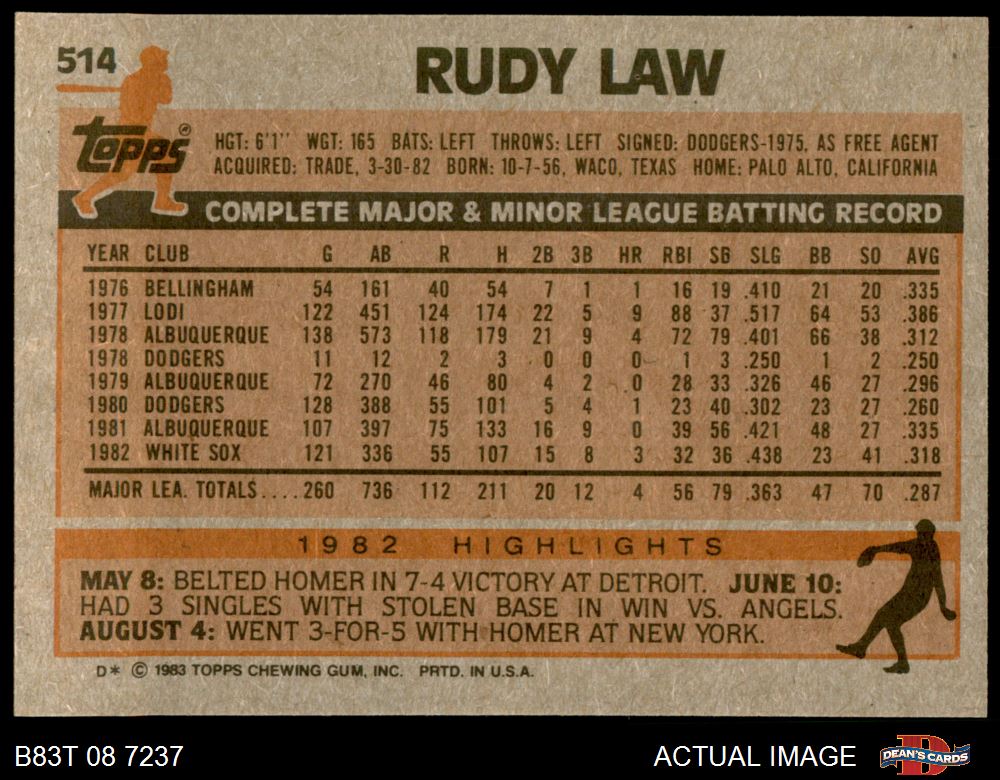 514
RUDY LAW
topps®
HGT: 6'1" WGT: 165 BATS: LEFT THROWS: LEFT SIGNED: DODGERS-1975, AS FREE AGENT
ACQUIRED: TRADE, 3-30-82 BORN: 10-7-56, WACO, TEXAS HOME: PALO ALTO, CALIFORNIA
COMPLETE MAJOR & MINOR LEAGUE BATTING RECORD
YEAR CLUB G AB R H 2B 3B HR RBI SB SLG BB SO AVG
1976 BELLINGHAM 54 161 40 54 7 1 1 16 19 .410 21 20 .335
1977 LODI 122 451 124 174 22 5 9 88 37 .517 64 53 .386
1978 ALBUQUERQUE 138 573 118 179 21 9 4 72 79 .401 66 38 .312
1978 DODGERS 11 12 2 3 0 0 0 1 3 .250 1 2 .250
1979 ALBUQUERQUE 72 270 46 80 4 2 0 28 33 .326 46 27 .296
1980 DODGERS 128 388 55 101 5 4 1 23 40 .302 23 27 .260
1981 ALBUQUERQUE 107 397 75 133 16 9 0 39 56 .421 48 27 .335
1982 WHITE SOX 121 336 55 107 15 8 3 32 36 .438 23 41 .318
MAJOR LEA. TOTALS.... 260 736 112 211 20 12 4 56 79 .363 47 70 .287
1982 HIGHLIGHTS
MAY 8: BELTED HOMER IN 7-4 VICTORY AT DETROIT. JUNE 10:
HAD 3 SINGLES WITH STOLEN BASE IN WIN VS. ANGELS.
AUGUST 4: WENT 3-FOR-5 WITH HOMER AT NEW YORK.
D* © 1983 TOPPS CHEWING GUM, INC. PRTD. IN U.S.A.
B83T 08 7237 ACTUAL IMAGE DEAN'S CARDS